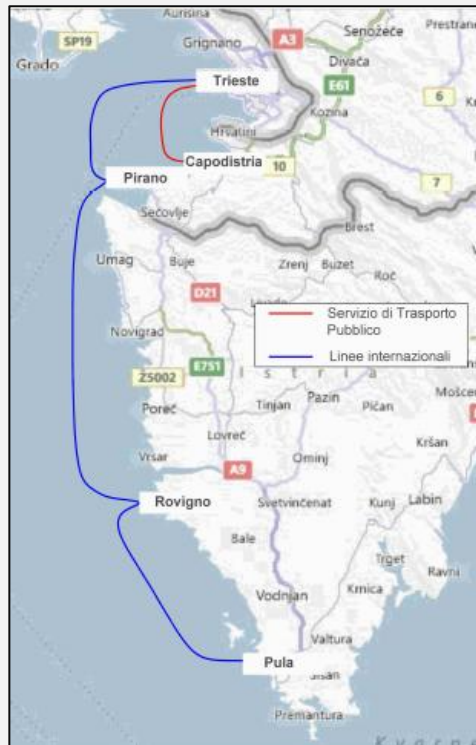 Aurisina
SP19
Grado
Grignano
A3
Senožeče
Prestrane
Divača
Trieste
E61
Kozina
6
Hrvatini
Capodistria
10
Pirano
7
Sečovlje
Brest
Umag
Buje
Zrenj
Buzet
Roč
D21
Servizio di Trasporto
Pubblico
Linee internazionali
Novigrad
E751
I s t r i a
Z5002
Pazin
Poreč
Tinjan
Pičan
Lovreč
Kršan
Vrsar
A9
Ominj
Labin
Rovigno
Svetvinčenat
Kunj
Bale
Trget
Ravni
Krnica
Vodnjan
Valtura
Pula
Premantura